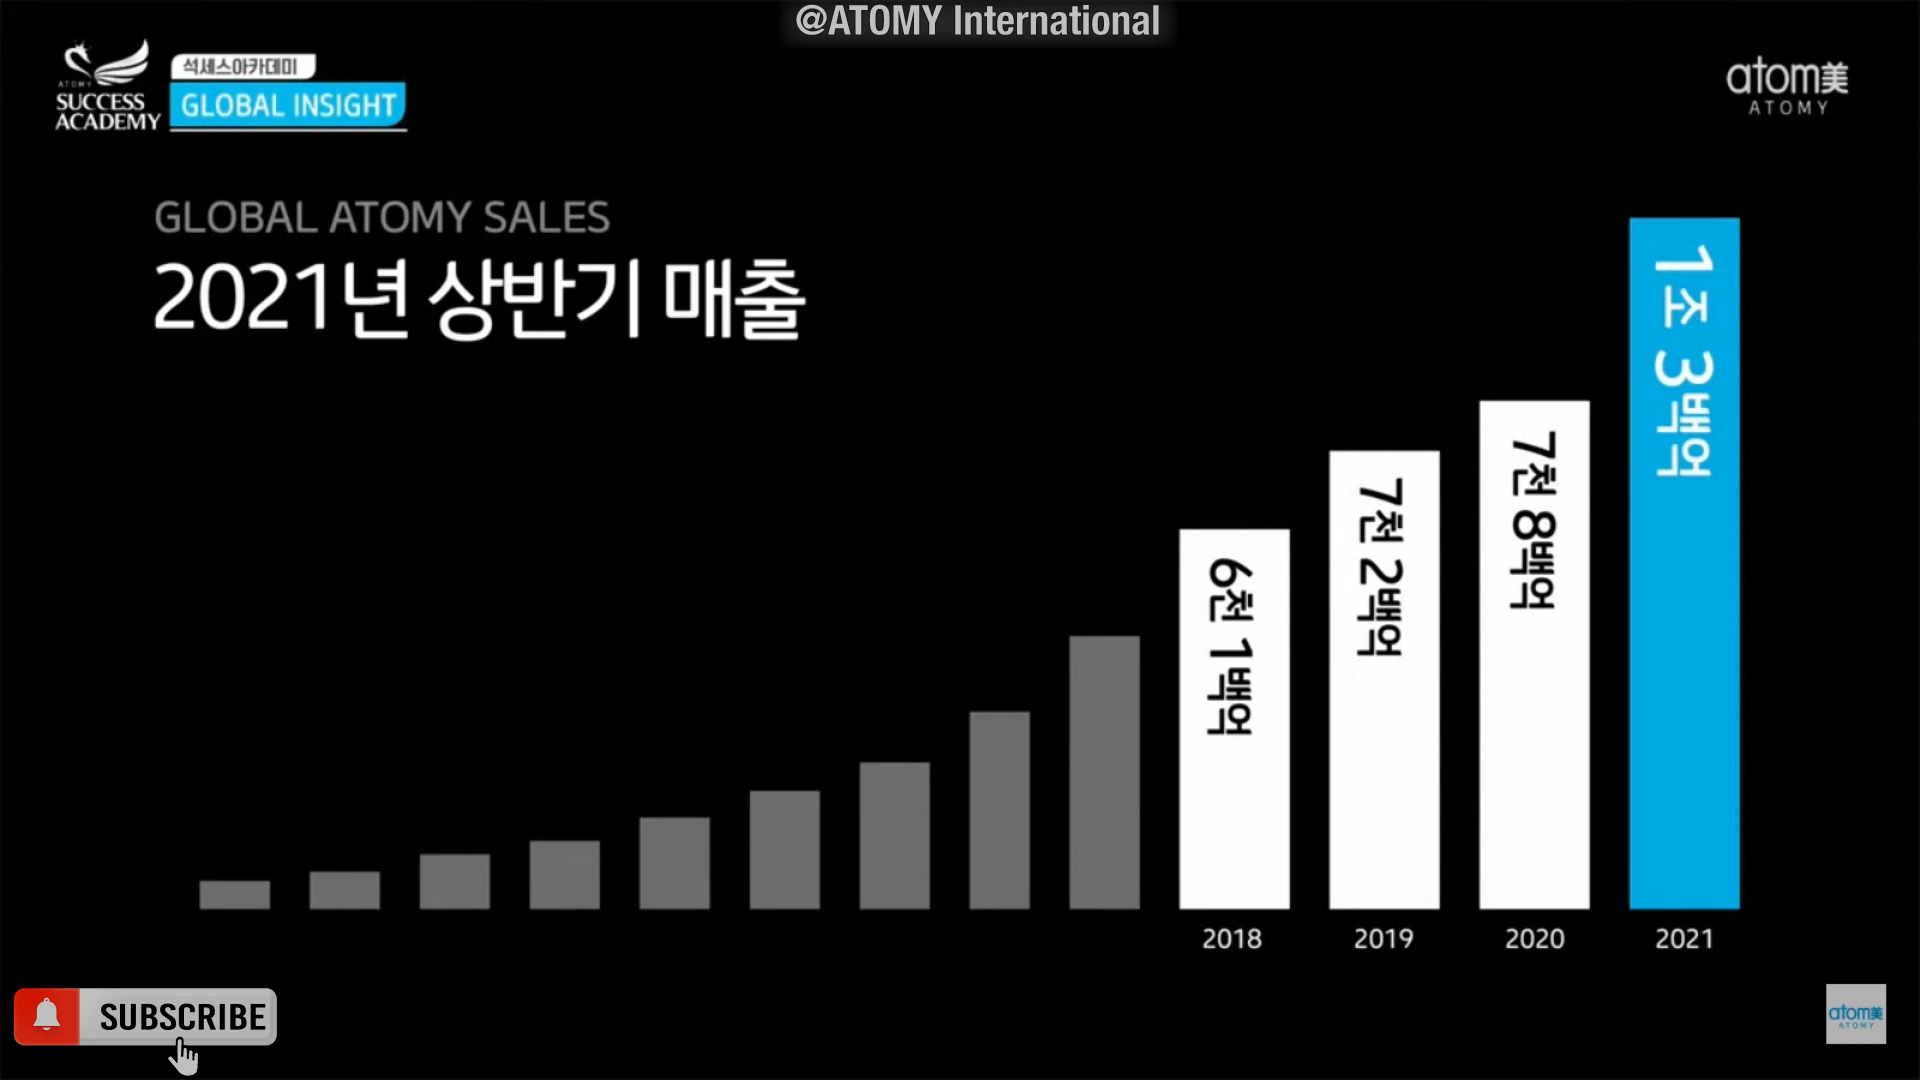 @ATOMY International
ATOMY
SUCCESS
ACADEMY
석세스아카데미
GLOBAL INSIGHT
atom美
ATOMY
GLOBAL ATOMY SALES
2021년 상반기 매출
6천 1백억
7천 2백억
7천 8백억
1조 3백억
2018
2019
2020
2021
SUBSCRIBE
atom美
ATOMY